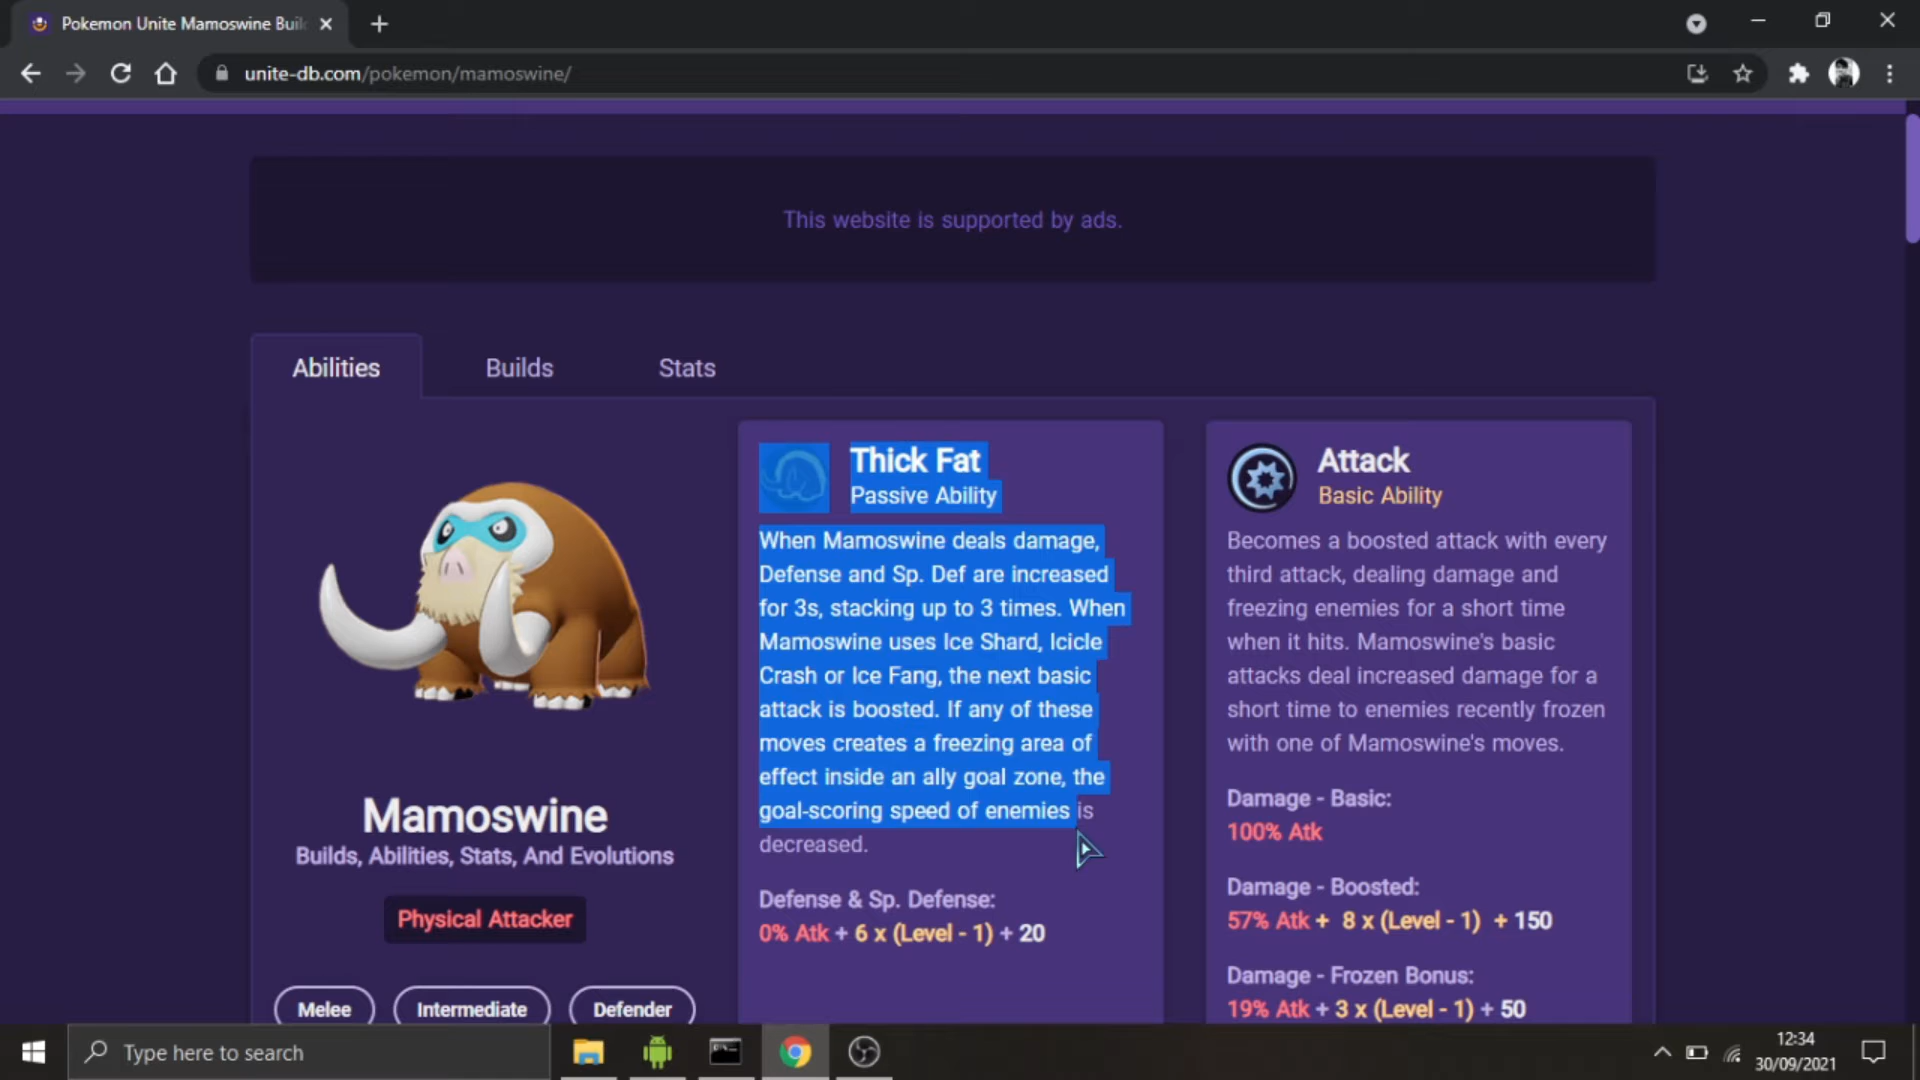 Pokemon Unite Mamoswine Buil
unite-db.com/pokemon/mamoswine/
This website is supported by ads.
Abilities
Builds
Stats
Mamoswine
Builds, Abilities, Stats, And Evolutions
Physical Attacker
Melee
Intermediate
Defender
Thick Fat
Passive Ability
When Mamoswine deals damage,
Defense and Sp. Def are increased
for 3s, stacking up to 3 times. When
Mamoswine uses Ice Shard, Icicle
Crash or Ice Fang, the next basic
attack is boosted. If any of these
moves creates a freezing area of
effect inside an ally goal zone, the
goal-scoring speed of enemies is
decreased.
Defense & Sp. Defense:
0% Atk + 6 x (Level - 1) + 20
Attack
Basic Ability
Becomes a boosted attack with every
third attack, dealing damage and
freezing enemies for a short time
when it hits. Mamoswine's basic
attacks deal increased damage for a
short time to enemies recently frozen
with one of Mamoswine's moves.
Damage - Basic:
100% Atk
Damage - Boosted:
57% Atk + 8 x (Level - 1) + 150
Damage - Frozen Bonus:
19% Atk + 3 x (Level - 1) + 50
Type here to search
12:34
30/09/2021